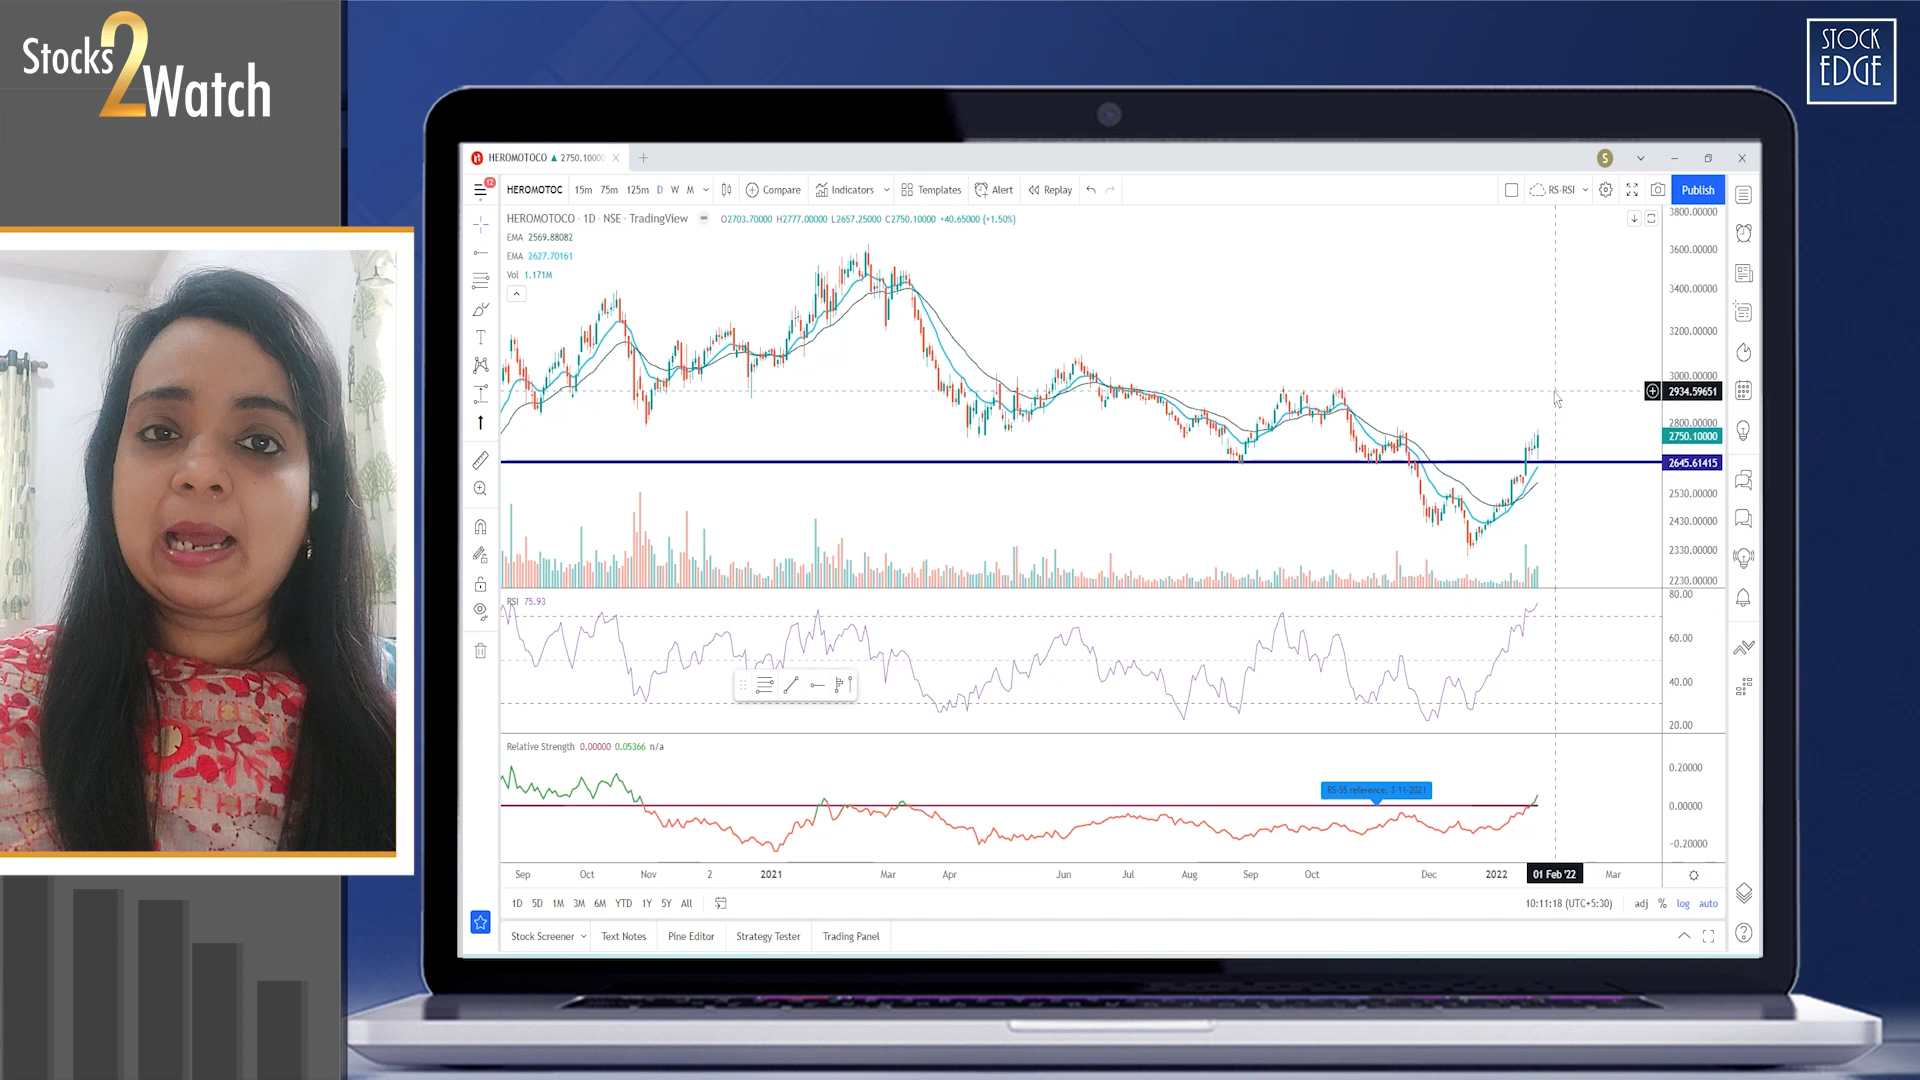 Stocks
2
Watch
STOCK
EDGE
HEROMOTOCO ▲ 2750.10000
S
12
HEROMOTOC 15m 75m 125m D W M Compare Indicators Templates Alert Replay RS-RSI Publish
HEROMOTOCO · 1D · NSE · TradingView O2703.70000 H2777.00000 L2657.25000 C2750.10000 +40.65000 (+1.50%)
EMA 2569.88082
EMA 2627.70161
Vol 1.171M
3800.00000
3600.00000
3400.00000
3200.00000
3000.00000
2934.59651
2800.00000
2750.10000
2645.61415
2530.00000
2430.00000
2330.00000
2230.00000
RSI 75.93
80.00
60.00
40.00
20.00
Relative Strength 0.00000 0.05366 n/a
0.20000
RS-55 reference, 3-11-2021
0.00000
-0.20000
Sep Oct Nov 2 2021 Mar Apr Jun Jul Aug Sep Oct Dec 2022 01 Feb '22 Mar
1D 5D 1M 3M 6M YTD 1Y 5Y All 10:11:18 (UTC+5:30) adj % log auto
Stock Screener Text Notes Pine Editor Strategy Tester Trading Panel